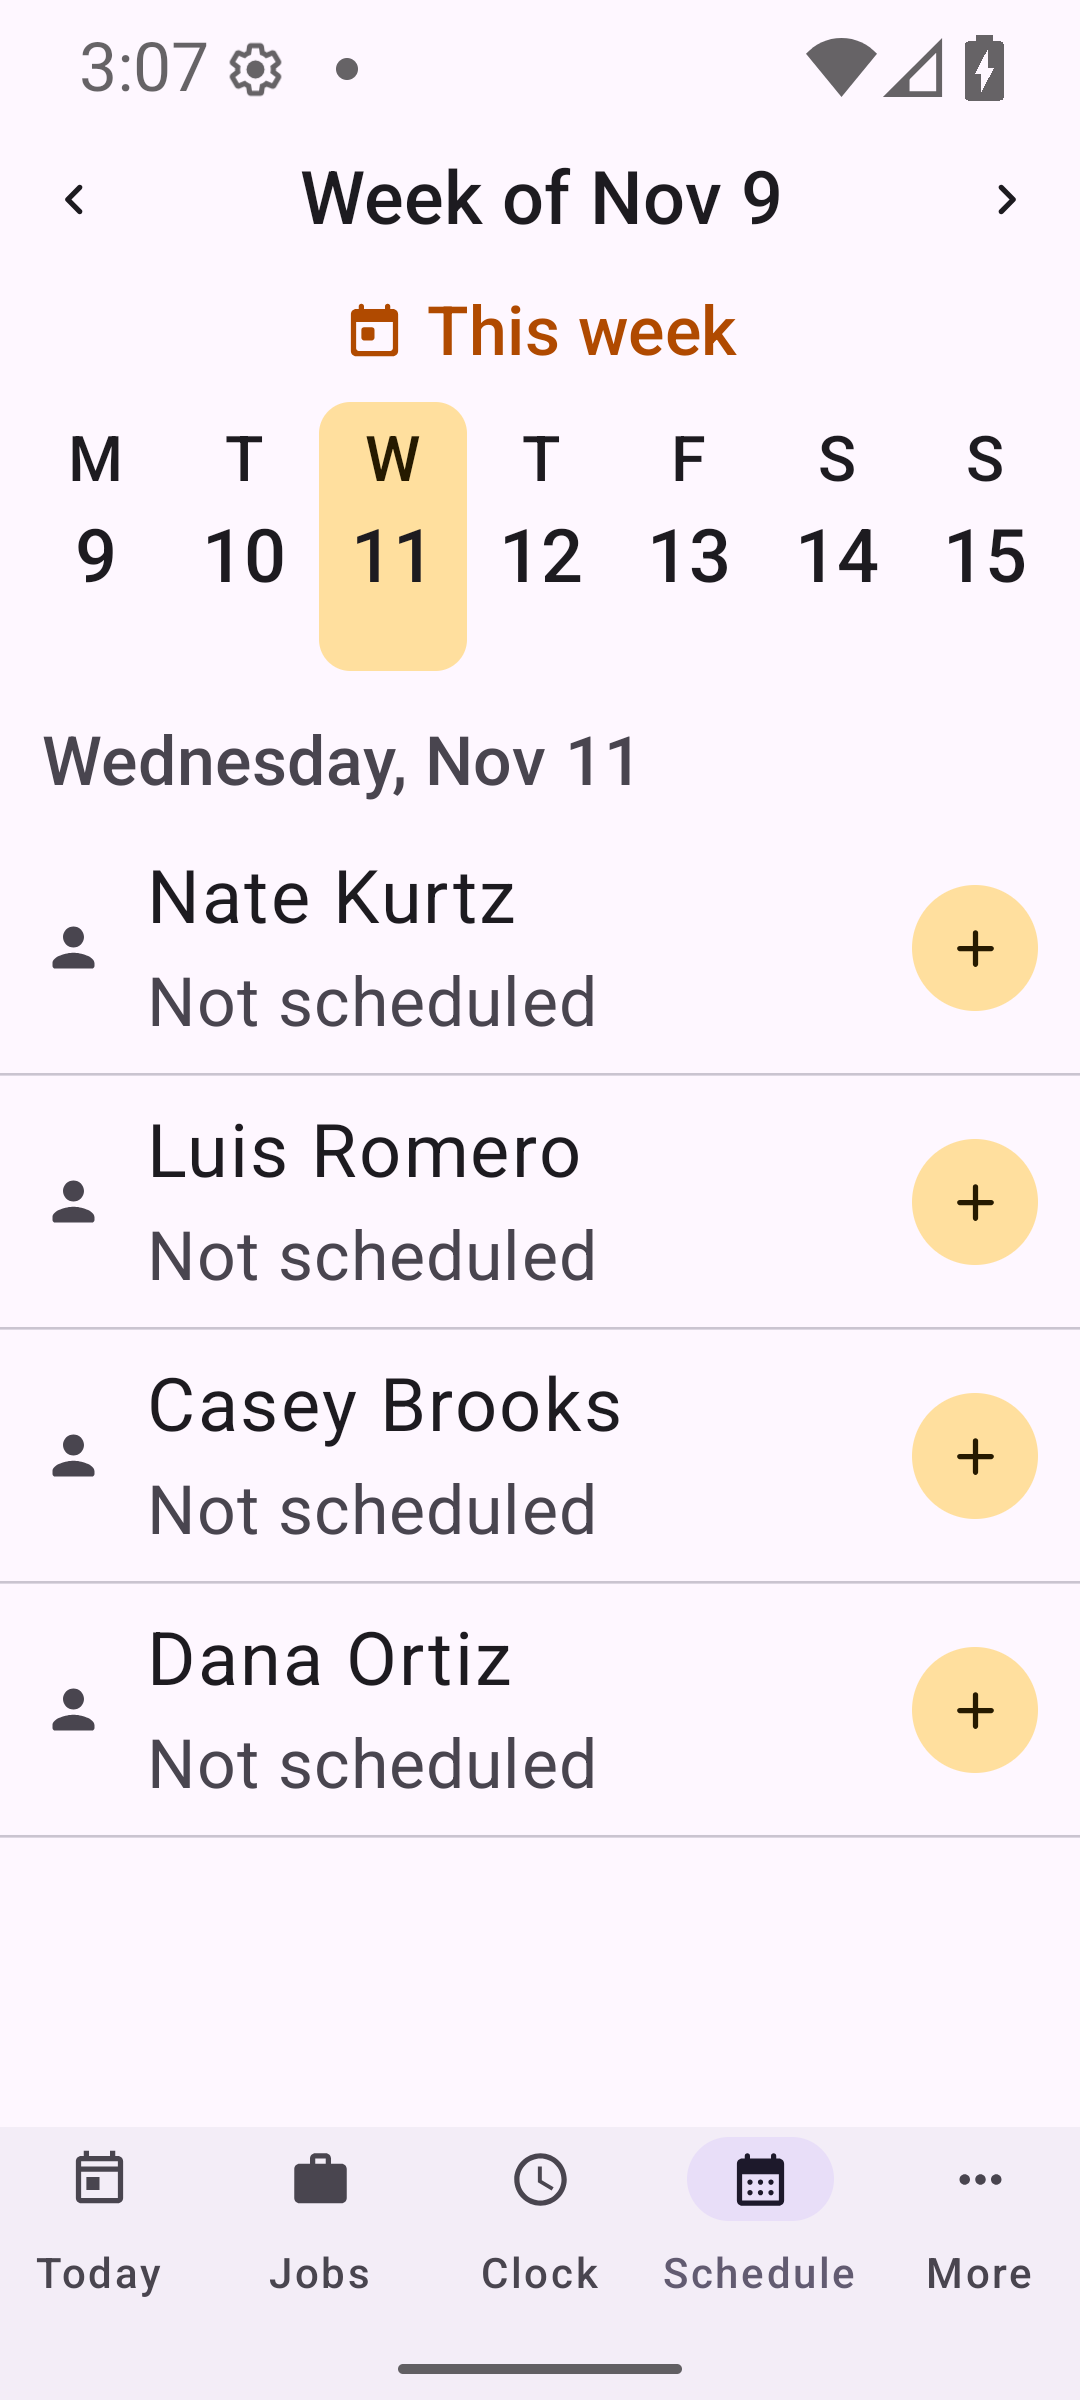 3:07
Week of Nov 9
This week
M T W T F S S
9 10 11 12 13 14 15
Wednesday, Nov 11
Nate Kurtz
Not scheduled
Luis Romero
Not scheduled
Casey Brooks
Not scheduled
Dana Ortiz
Not scheduled
Today Jobs Clock Schedule More